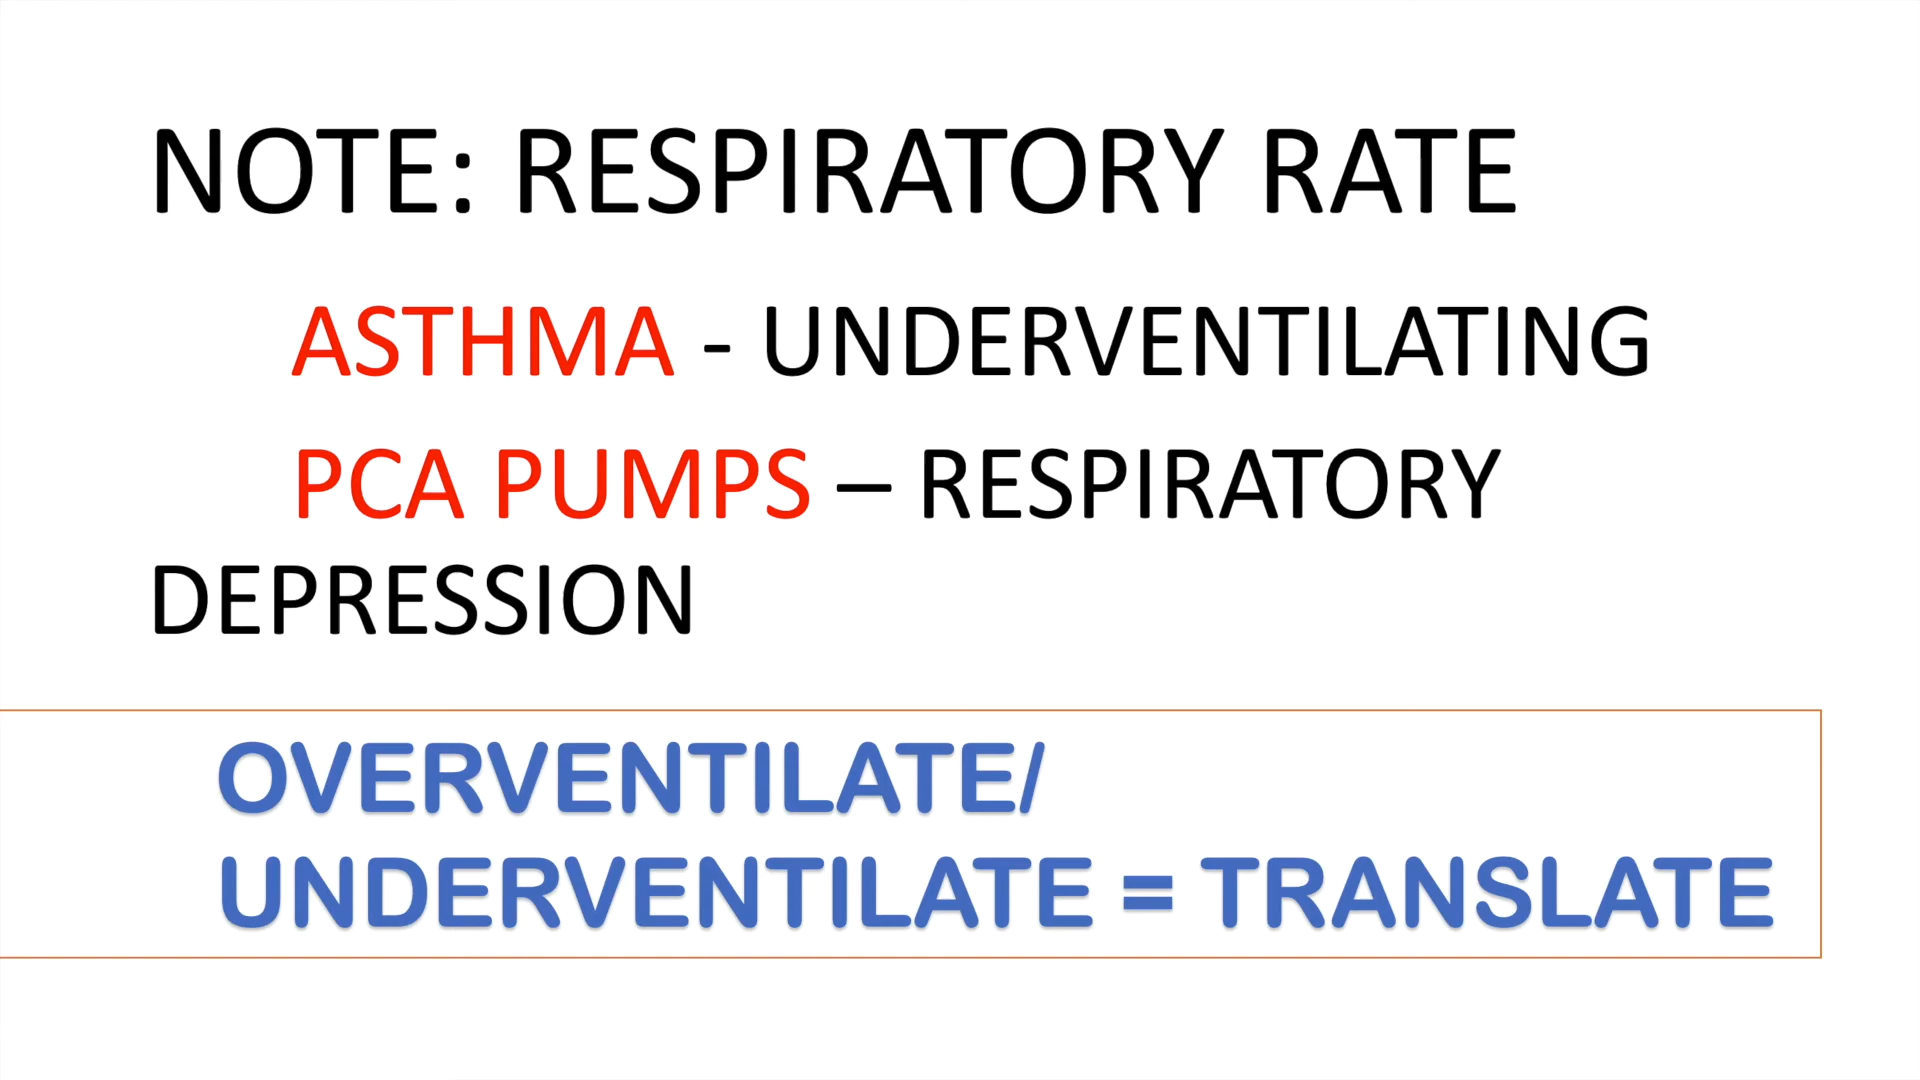 NOTE: RESPIRATORY RATE
ASTHMA - UNDERVENTILATING
PCA PUMPS – RESPIRATORY
DEPRESSION
OVERVENTILATE/
UNDERVENTILATE = TRANSLATE